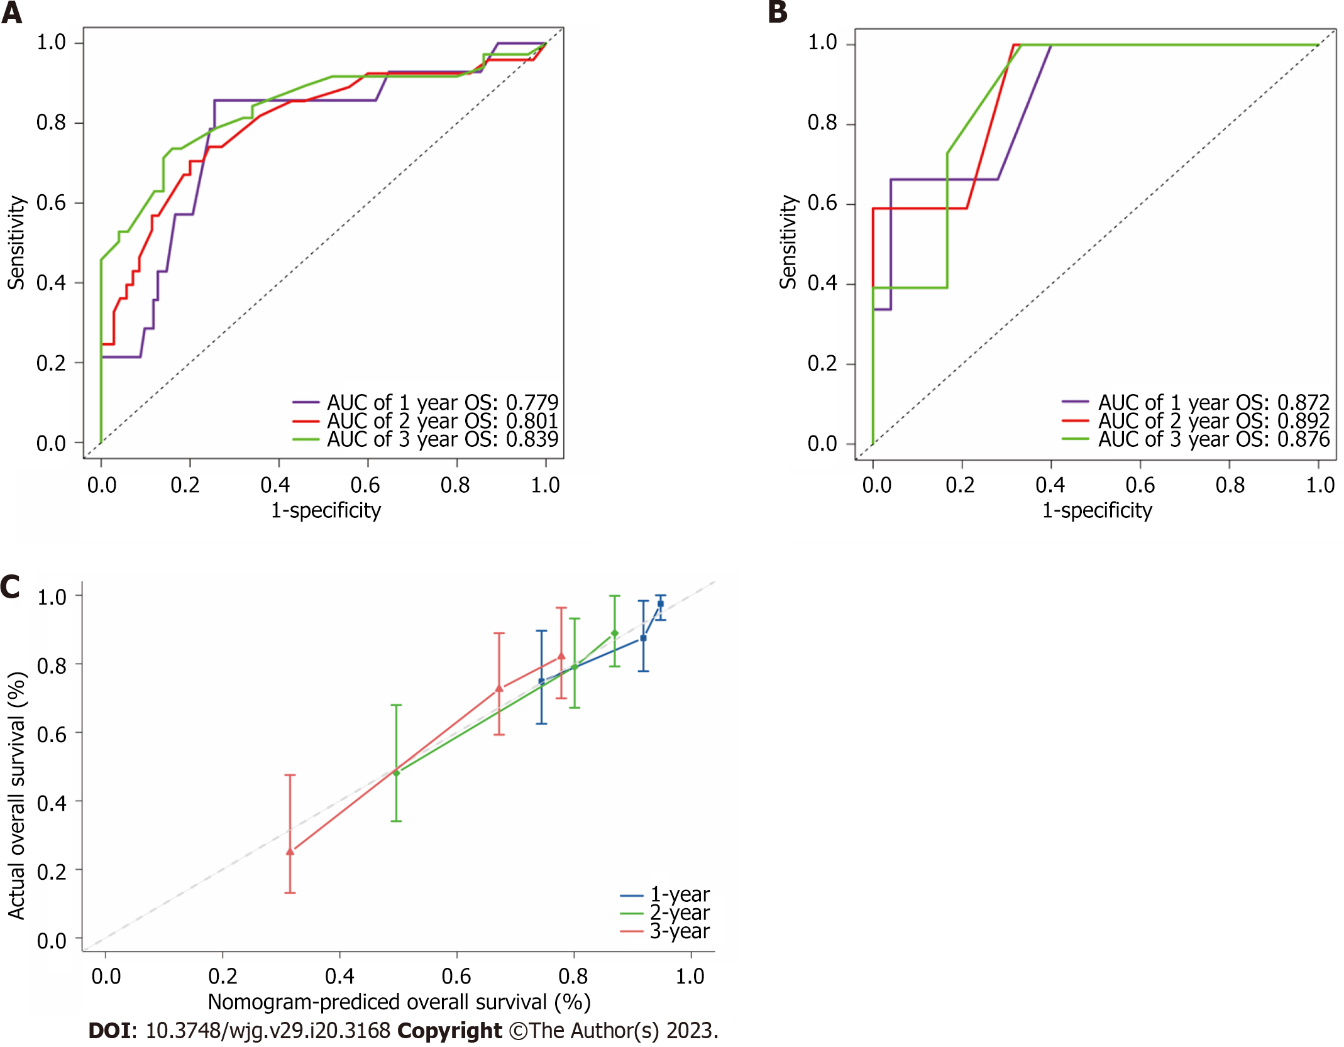 A
1.0
0.8
0.6
0.4
0.2
0.0
Sensitivity
AUC of 1 year OS: 0.779
AUC of 2 year OS: 0.801
AUC of 3 year OS: 0.839
0.0 0.2 0.4 0.6 0.8 1.0
1-specificity
B
1.0
0.8
0.6
0.4
0.2
0.0
Sensitivity
AUC of 1 year OS: 0.872
AUC of 2 year OS: 0.892
AUC of 3 year OS: 0.876
0.0 0.2 0.4 0.6 0.8 1.0
1-specificity
C
1.0
0.8
0.6
0.4
0.2
0.0
Actual overall survival (%)
1-year
2-year
3-year
0.0 0.2 0.4 0.6 0.8 1.0
Nomogram-prediced overall survival (%)
DOI: 10.3748/wjg.v29.i20.3168 Copyright ©The Author(s) 2023.